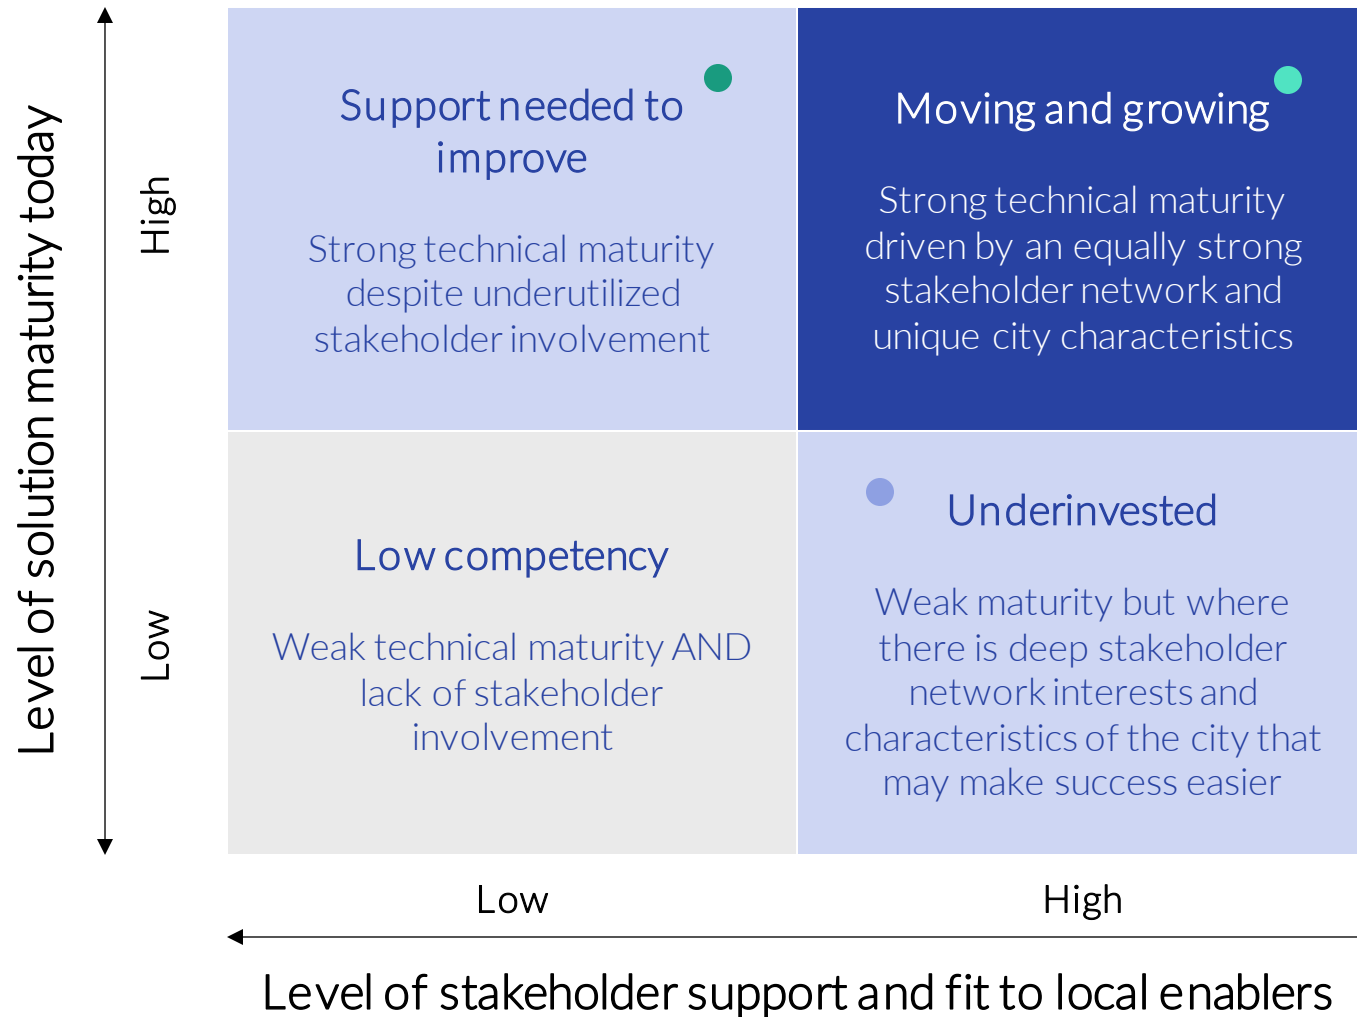 Level of solution maturity today
High
Low
Support needed to
improve
Strong technical maturity
despite underutilized
stakeholder involvement
Moving and growing
Strong technical maturity
driven by an equally strong
stakeholder network and
unique city characteristics
Low competency
Weak technical maturity AND
lack of stakeholder
involvement
Underinvested
Weak maturity but where
there is deep stakeholder
network interests and
characteristics of the city that
may make success easier
Low
High
Level of stakeholder support and fit to local enablers